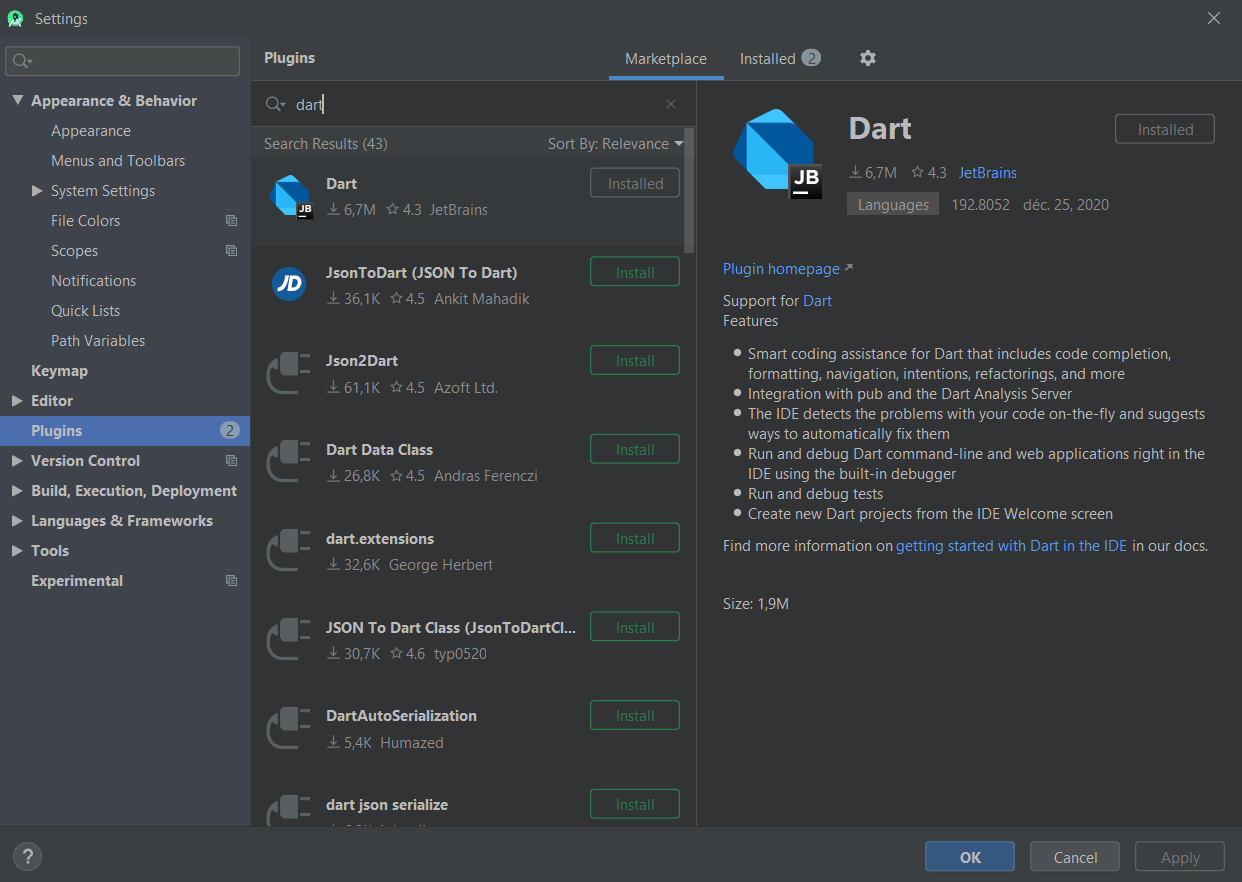 Settings
Appearance & Behavior
Appearance
Menus and Toolbars
System Settings
File Colors
Scopes
Notifications
Quick Lists
Path Variables
Keymap
Editor
Plugins 2
Version Control
Build, Execution, Deployment
Languages & Frameworks
Tools
Experimental
Plugins
Marketplace
Installed 2
dart
Search Results (43)
Sort By: Relevance
Dart
Installed
6,7M 4.3 JetBrains
JB
JsonToDart (JSON To Dart)
Install
36,1K 4.5 Ankit Mahadik
JD
Json2Dart
Install
61,1K 4.5 Azoft Ltd.
Dart Data Class
Install
26,8K 4.5 Andras Ferenczi
dart.extensions
Install
32,6K George Herbert
JSON To Dart Class (JsonToDartCl...
Install
30,7K 4.6 typ0520
DartAutoSerialization
Install
5,4K Humazed
dart json serialize
Install
JB
Dart
Installed
6,7M 4.3 JetBrains
Languages 192.8052 déc. 25, 2020
Plugin homepage
Support for Dart
Features
Smart coding assistance for Dart that includes code completion,
formatting, navigation, intentions, refactorings, and more
Integration with pub and the Dart Analysis Server
The IDE detects the problems with your code on-the-fly and suggests
ways to automatically fix them
Run and debug Dart command-line and web applications right in the
IDE using the built-in debugger
Run and debug tests
Create new Dart projects from the IDE Welcome screen
Find more information on getting started with Dart in the IDE in our docs.
Size: 1,9M
?
OK
Cancel
Apply